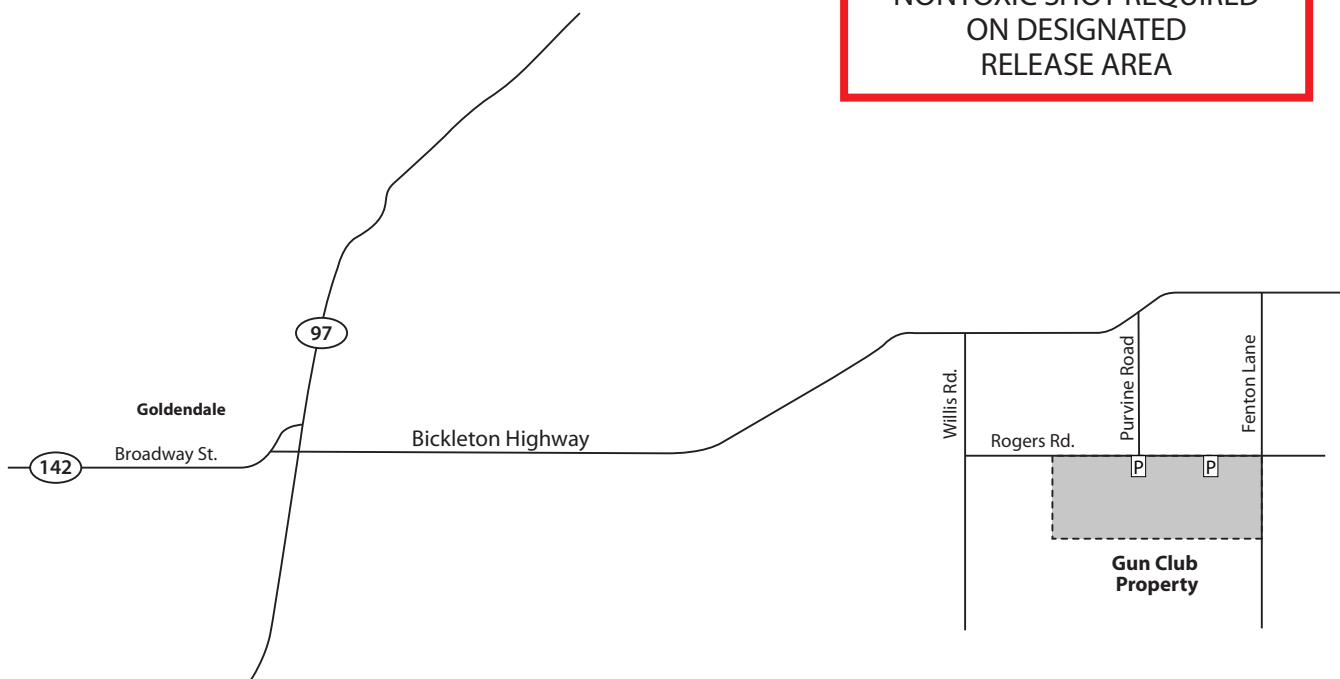 NONTOXIC SHOT REQUIRED
ON DESIGNATED
RELEASE AREA
97
Goldendale
Broadway St.
142
Bickleton Highway
Willis Rd.
Purvine Road
Fenton Lane
Rogers Rd.
P
P
Gun Club
Property